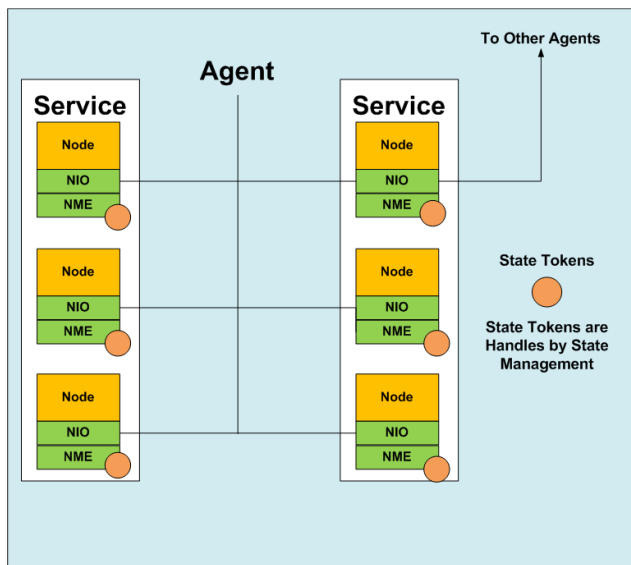 To Other Agents
Agent
Service
Node
NIO
NME
Node
NIO
NME
Node
NIO
NME
Service
Node
NIO
NME
Node
NIO
NME
Node
NIO
NME
State Tokens
State Tokens are
Handles by State
Management